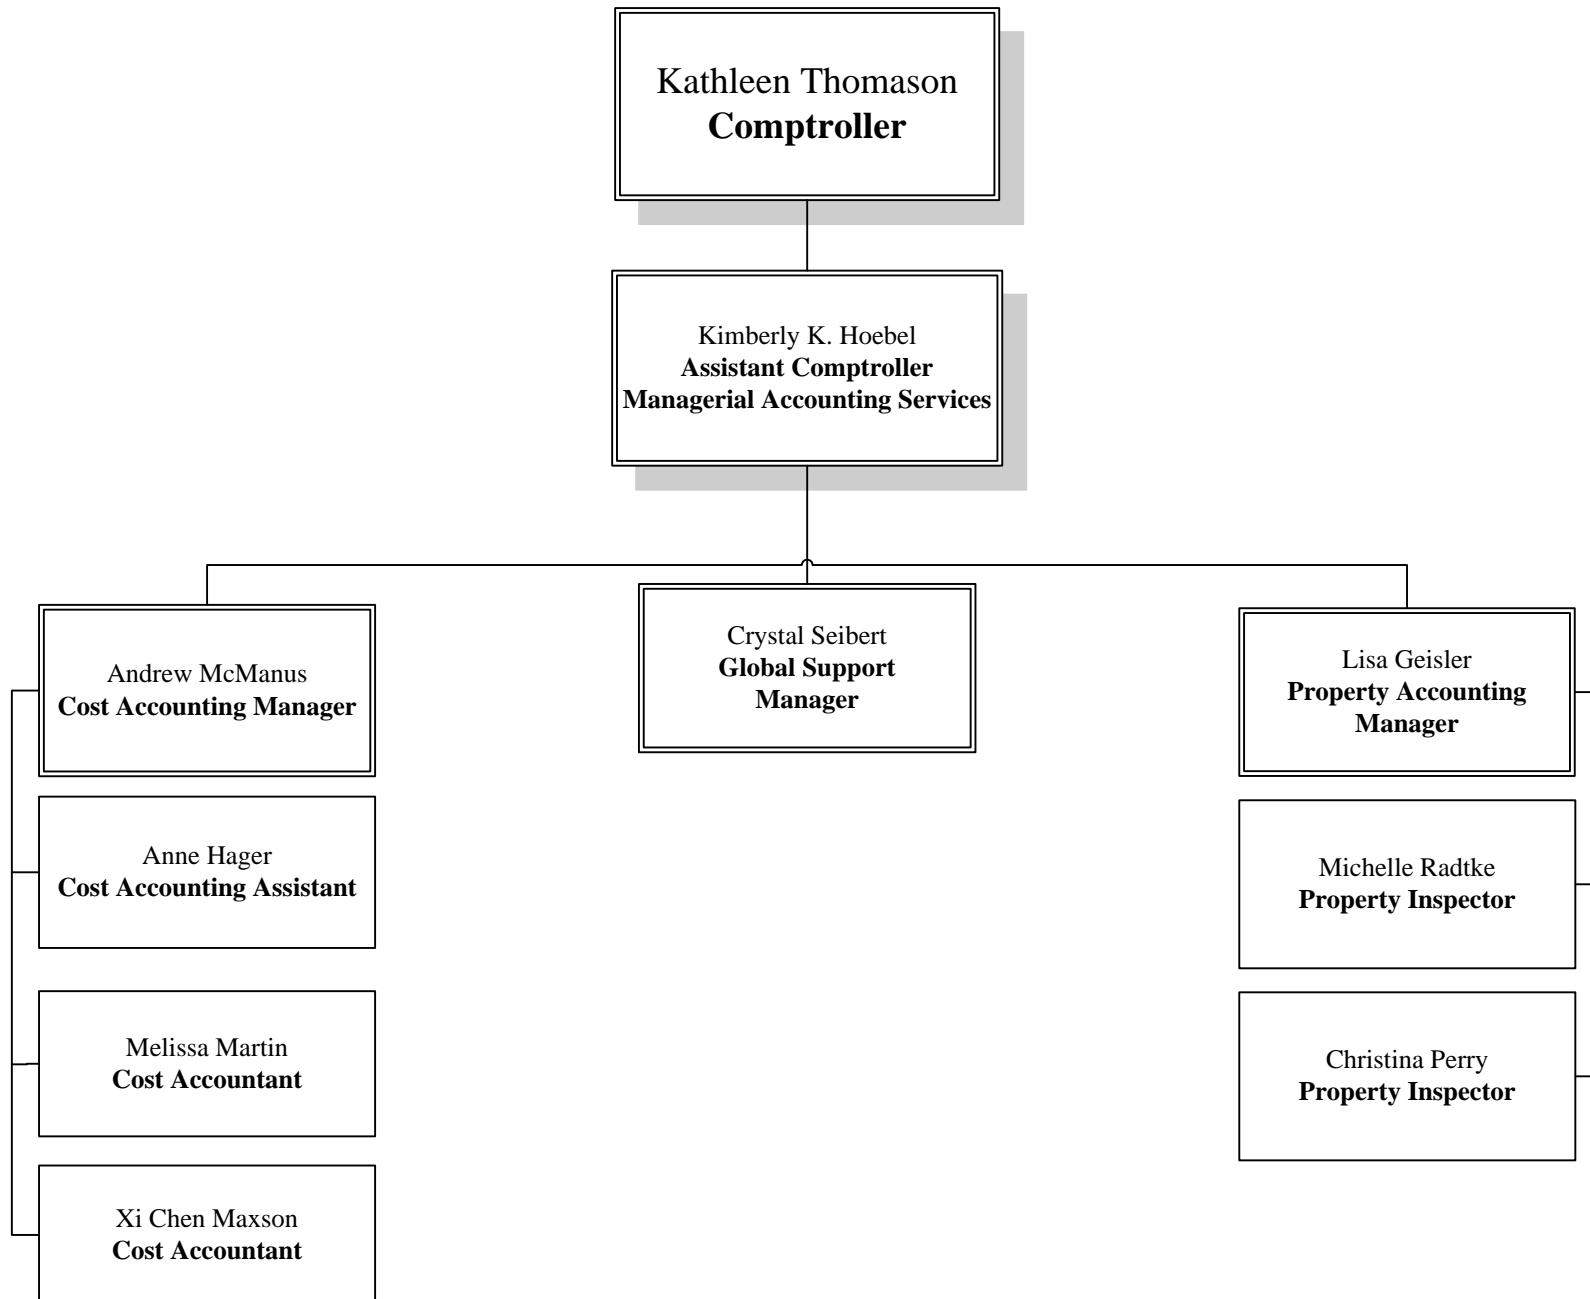 Kathleen Thomason
Comptroller
Kimberly K. Hoebel
Assistant Comptroller
Managerial Accounting Services
Andrew McManus
Cost Accounting Manager
Crystal Seibert
Global Support
Manager
Lisa Geisler
Property Accounting
Manager
Anne Hager
Cost Accounting Assistant
Michelle Radtke
Property Inspector
Melissa Martin
Cost Accountant
Christina Perry
Property Inspector
Xi Chen Maxson
Cost Accountant